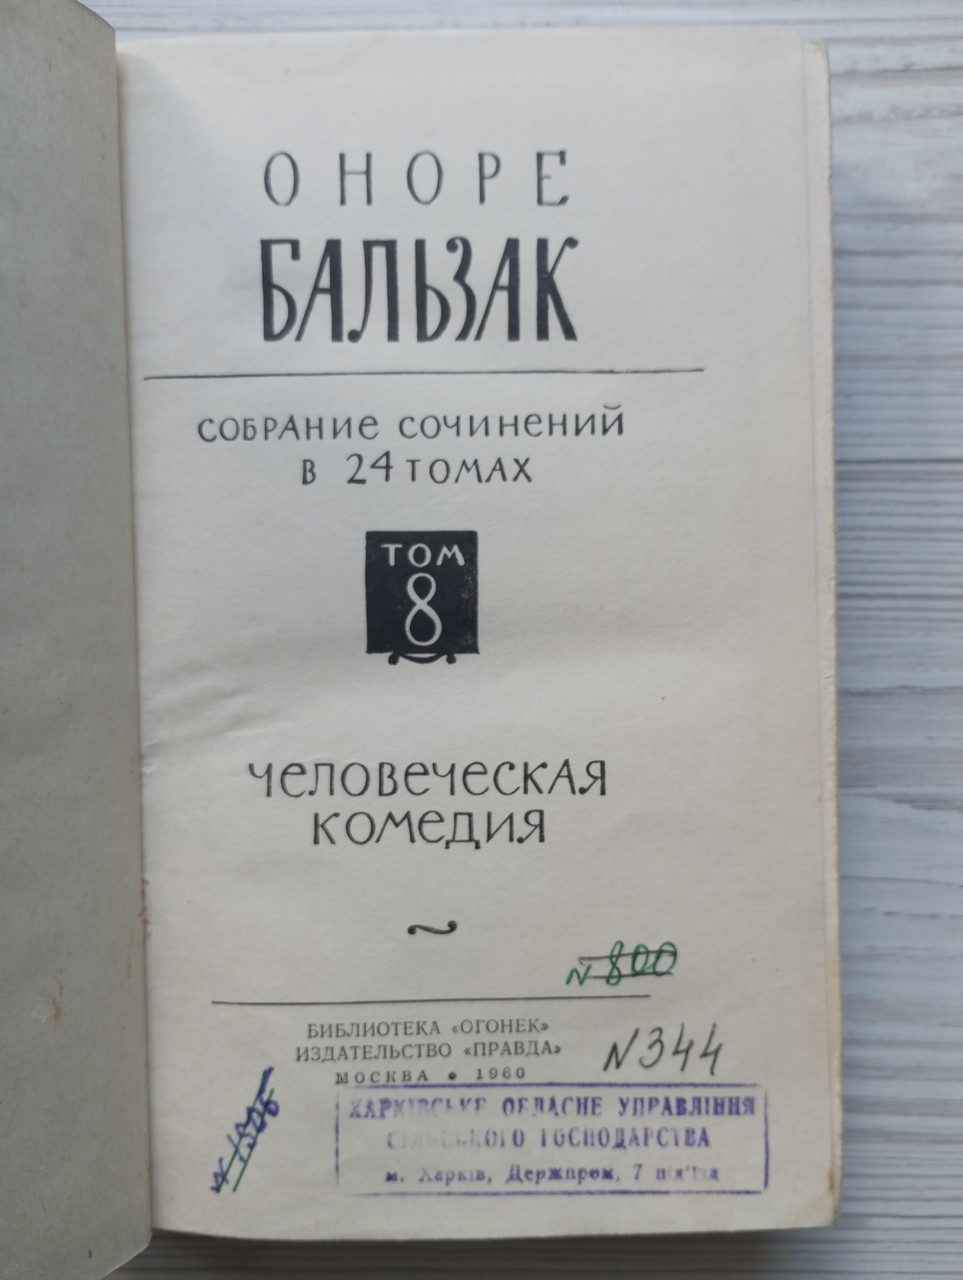 ОНОРЕ
БАЛЬЗАК
СОБРАНИЕ СОЧИНЕНИЙ
В 24 ТОМАХ
ТОМ
8
ЧЕЛОВЕЧЕСКАЯ
КОМЕДИЯ
N 800
БИБЛИОТЕКА «ОГОНЕК»
ИЗДАТЕЛЬСТВО «ПРАВДА»
N344
МОСКВА • 1960
ХАРКІВСЬКЕ ОБЛАСНЕ УПРАВЛІННЯ
СІЛЬСЬКОГО ГОСПОДАРСТВА
м. Харків, Держпром, 7 під'їзд